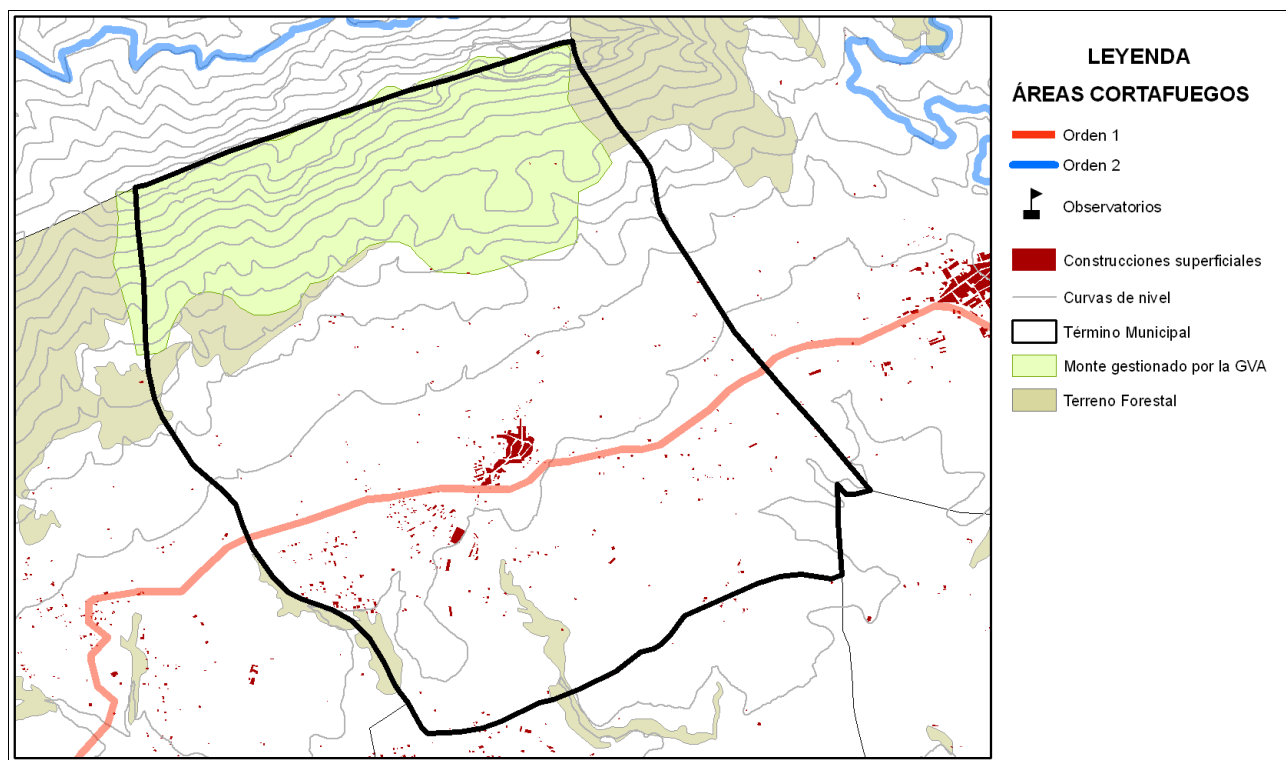 LEYENDA
ÁREAS CORTAFUEGOS
Orden 1
Orden 2
Observatorios
Construcciones superficiales
Curvas de nivel
Término Municipal
Monte gestionado por la GVA
Terreno Forestal